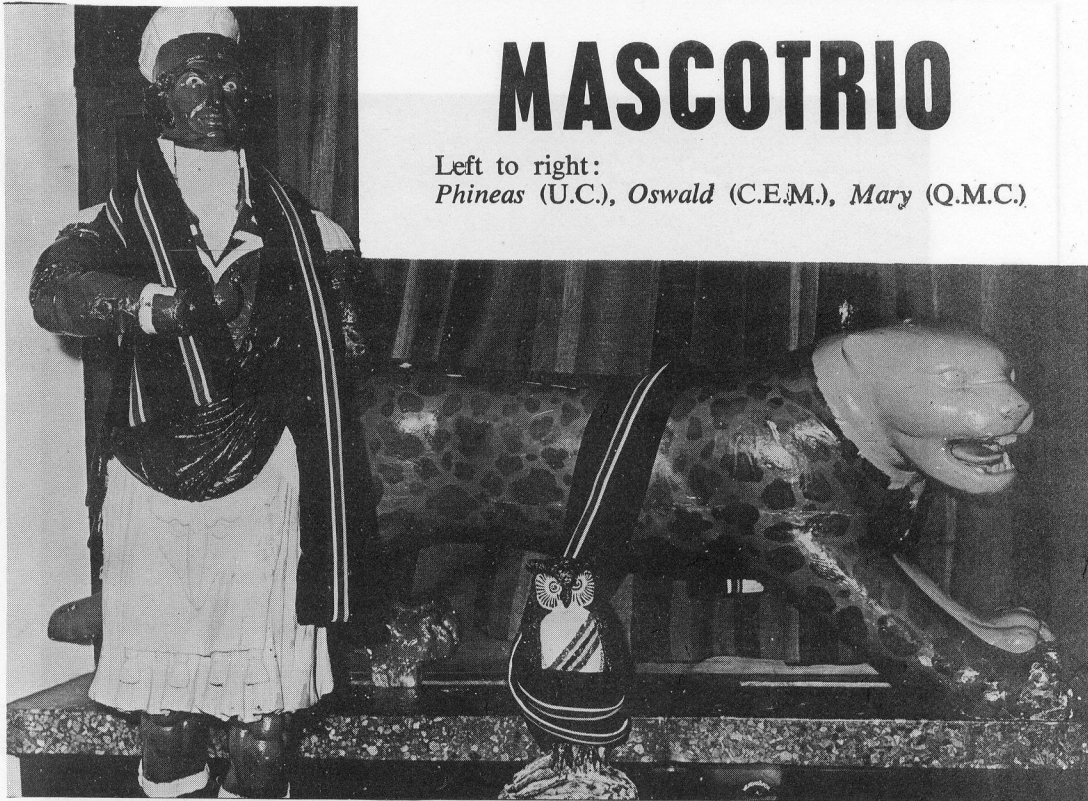 MASCOTRIO
Left to right:
Phineas (U.C.), Oswald (C.E.M.), Mary (Q.M.C.)